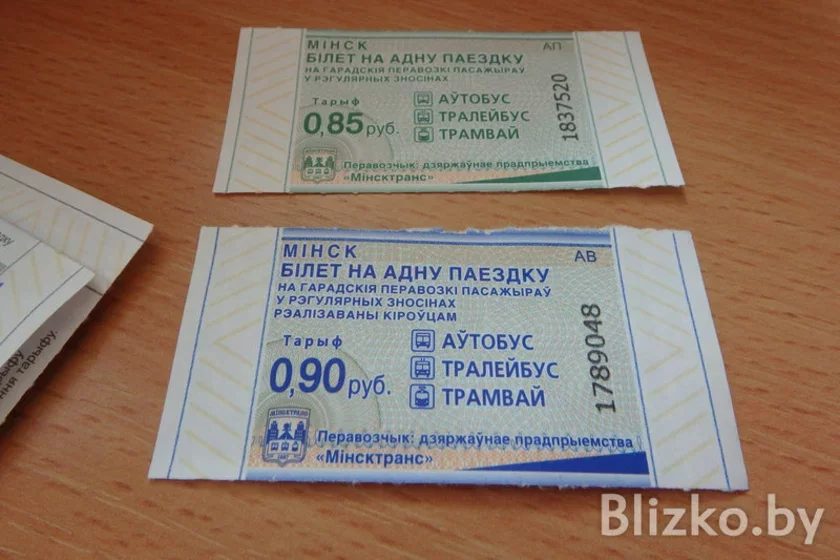 МІНСК
АП
БІЛЕТ НА АДНУ ПАЕЗДКУ
НА ГАРАДСКІЯ ПЕРАВОЗКІ ПАСАЖЫРАЎ
У РЭГУЛЯРНЫХ ЗНОСІНАХ
Тарыф
0,85 руб.
АЎТОБУС
ТРАЛЕЙБУС
ТРАМВАЙ
1837520
Перавозчык: дзяржаўнае прадпрыемства
«Мінсктранс»
МІНСК
АВ
БІЛЕТ НА АДНУ ПАЕЗДКУ
НА ГАРАДСКІЯ ПЕРАВОЗКІ ПАСАЖЫРАЎ
У РЭГУЛЯРНЫХ ЗНОСІНАХ
РЭАЛІЗАВАНЫ КІРОЎЦАМ
Тарыф
0,90 руб.
АЎТОБУС
ТРАЛЕЙБУС
ТРАМВАЙ
1789048
МІНСКТРАНС
Перавозчык: дзяржаўнае прадпрыемства
«Мінсктранс»
тарыфу.
Blizko.by